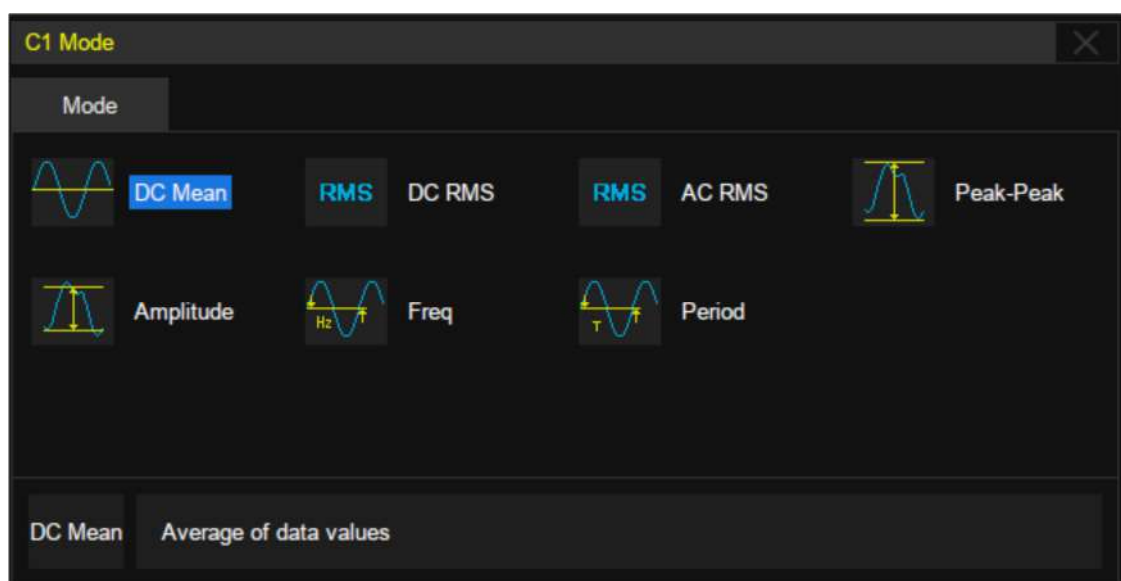 C1 Mode
Mode
DC Mean
RMS DC RMS
RMS AC RMS
Peak-Peak
Amplitude
Hz Freq
T Period
DC Mean Average of data values